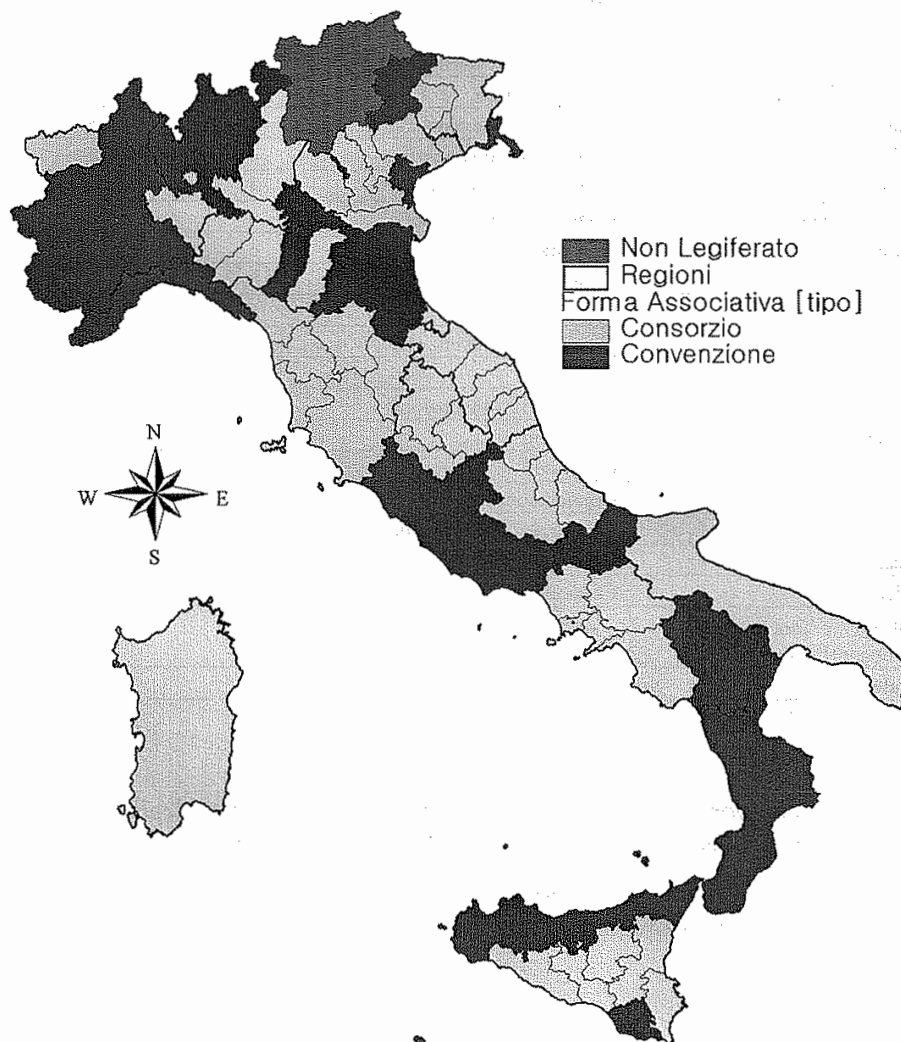 Non Legiferato
Regioni
Forma Associativa [tipo]
Consorzio
Convenzione
N
W E
S